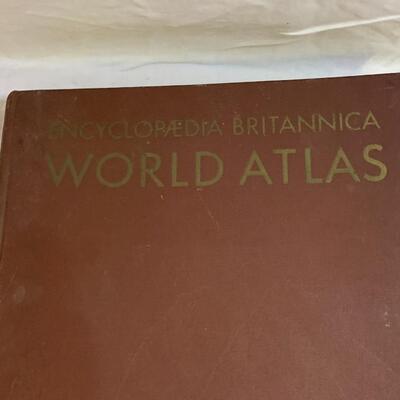 ENCYCLOPÆDIA BRITANNICA
WORLD ATLAS